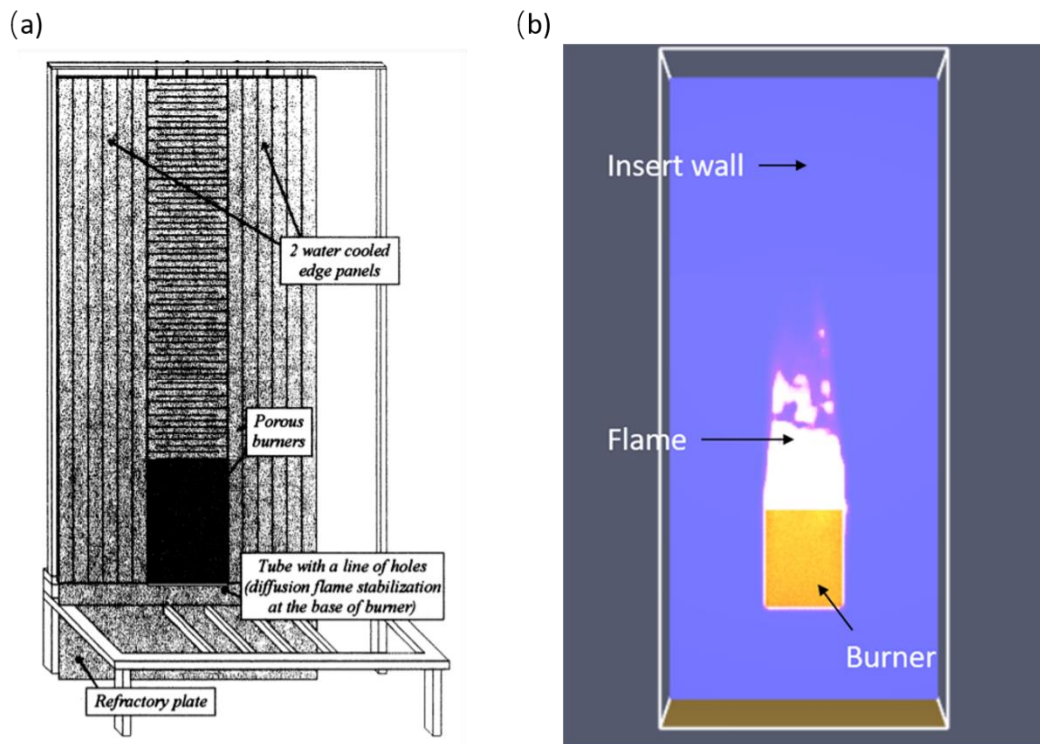 (a)
(b)
2 water cooled
edge panels
Porous
burners
Tube with a line of holes
(diffusion flame stabilization
at the base of burner)
Refractory plate
Insert wall
Flame
Burner